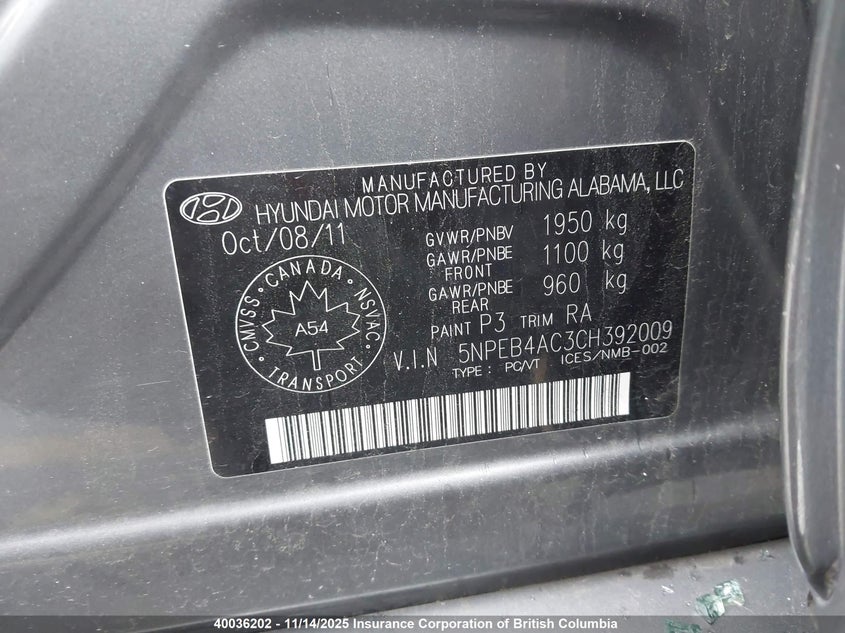 MANUFACTURED BY
HYUNDAI MOTOR MANUFACTURING ALABAMA, LLC
Oct/08/11
GVWR/PNBV 1950 kg
GAWR/PNBE FRONT 1100 kg
GAWR/PNBE REAR 960 kg
PAINT P3 TRIM RA
V.I.N 5NPEB4AC3CH392009
TYPE : PC/VT ICES/NMB-002
CMVSS · CANADA · NSVAC
A54
TRANSPORT
40036202 - 11/14/2025 Insurance Corporation of British Columbia